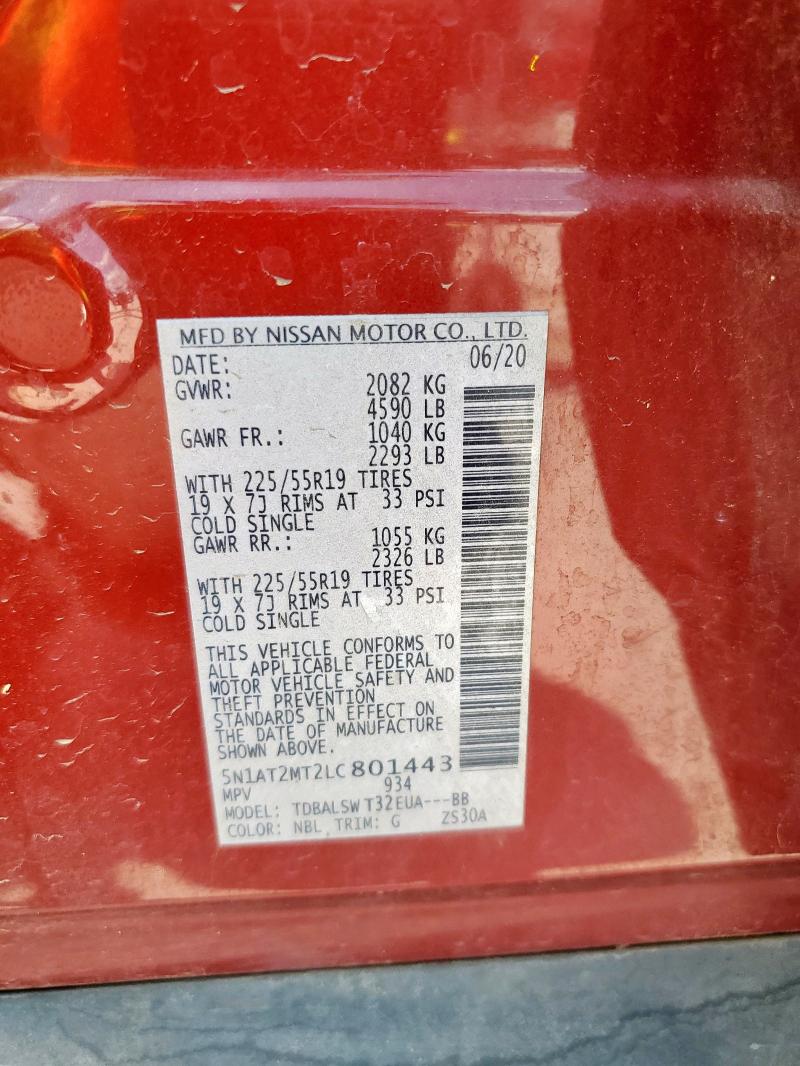 MFD BY NISSAN MOTOR CO., LTD.
DATE: 06/20
GVWR: 2082 KG
4590 LB
GAWR FR.: 1040 KG
2293 LB
WITH 225/55R19 TIRES
19 X 7J RIMS AT 33 PSI
COLD SINGLE
GAWR RR.: 1055 KG
2326 LB
WITH 225/55R19 TIRES
19 X 7J RIMS AT 33 PSI
COLD SINGLE
THIS VEHICLE CONFORMS TO
ALL APPLICABLE FEDERAL
MOTOR VEHICLE SAFETY AND
THEFT PREVENTION
STANDARDS IN EFFECT ON
THE DATE OF MANUFACTURE
SHOWN ABOVE.
5N1AT2MT2LC801443
MPV 934
MODEL: TDBALSW T32EUA---BB
COLOR: NBL TRIM: G ZS30A